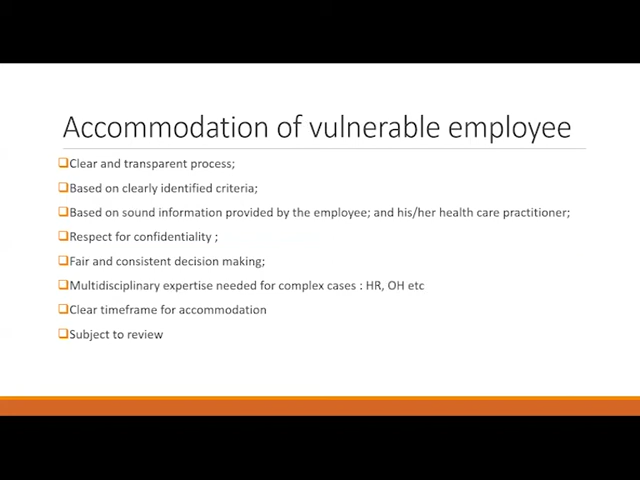 Accommodation of vulnerable employee
Clear and transparent process;
Based on clearly identified criteria;
Based on sound information provided by the employee; and his/her health care practitioner;
Respect for confidentiality ;
Fair and consistent decision making;
Multidisciplinary expertise needed for complex cases : HR, OH etc
Clear timeframe for accommodation
Subject to review